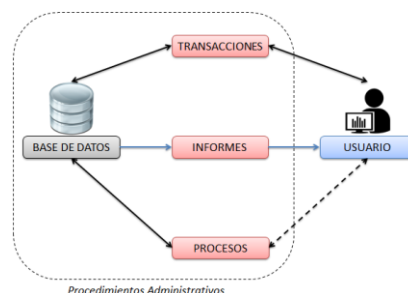 TRANSACCIONES
BASE DE DATOS
INFORMES
USUARIO
PROCESOS
Procedimientos Administrativos